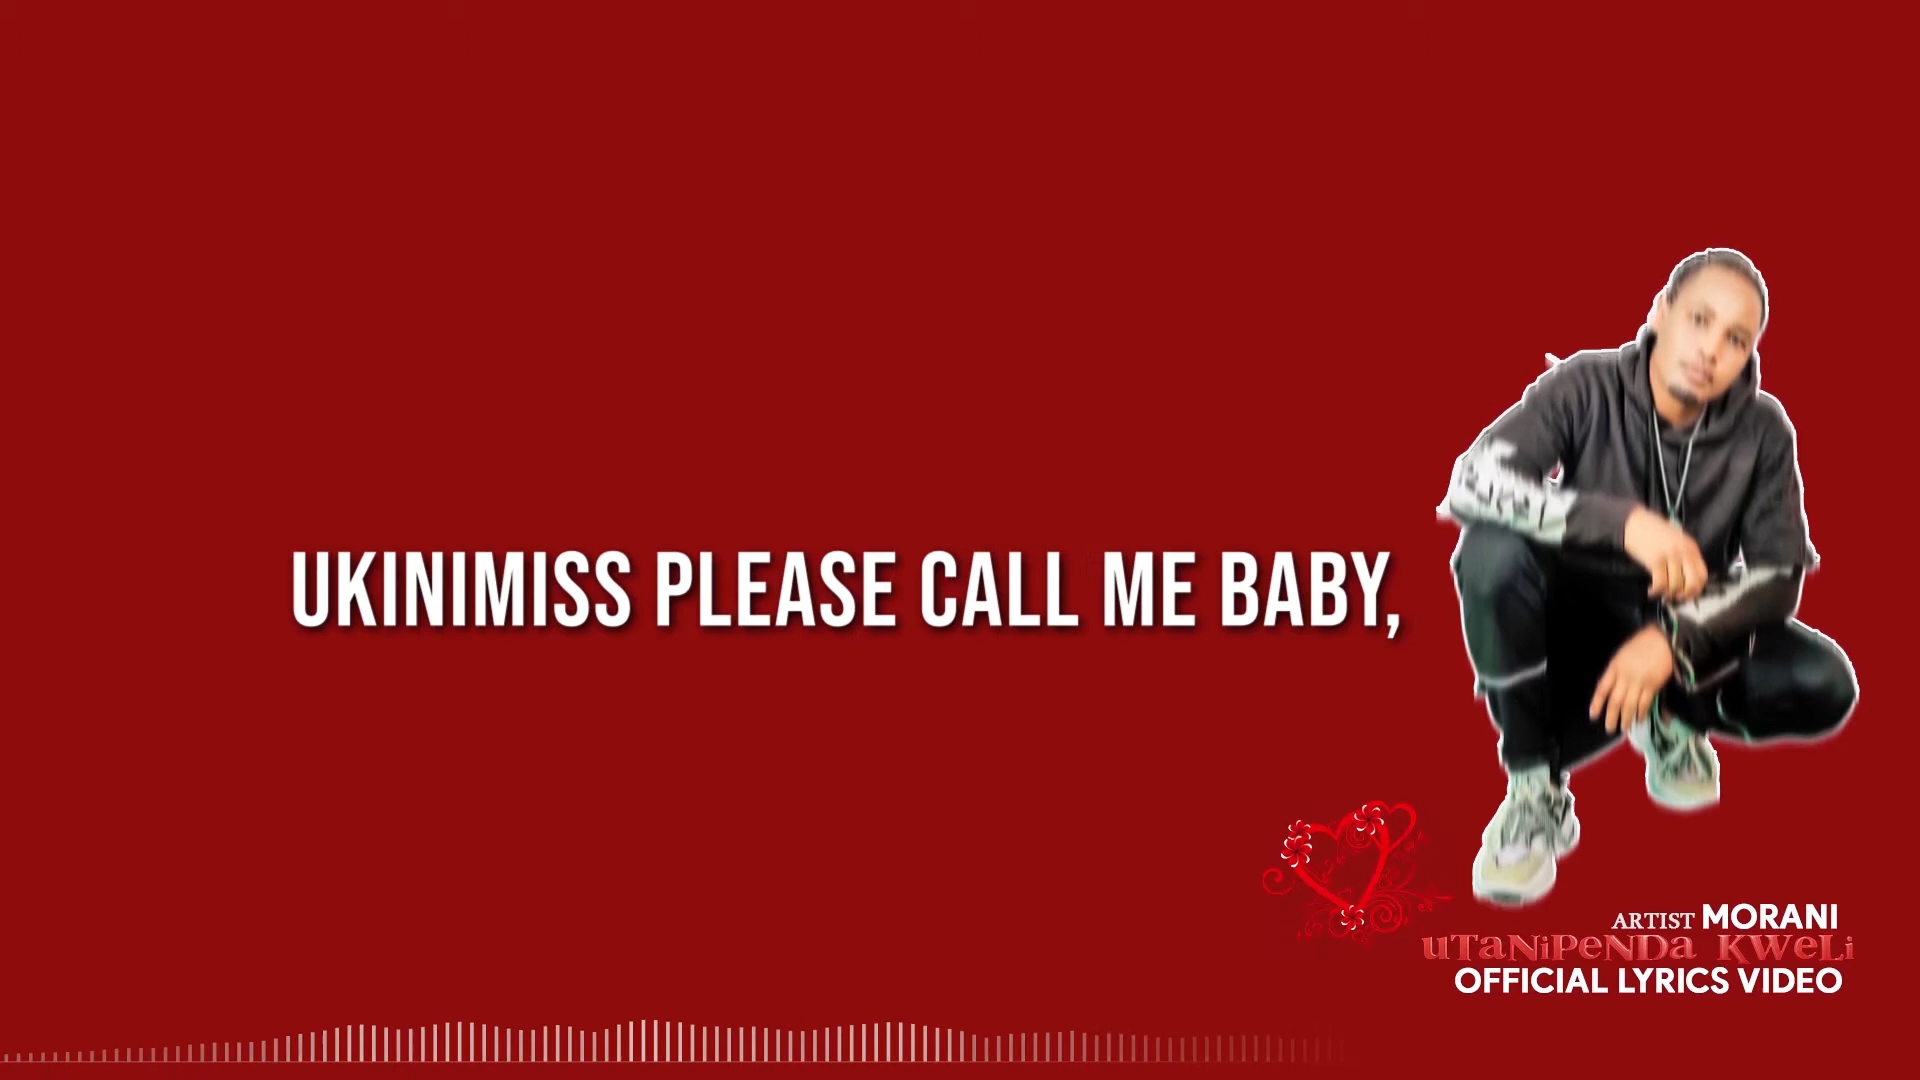 UKINIMISS PLEASE CALL ME BABY,
ARTIST MORANI
uTaNiPeNDa KWeLi
OFFICIAL LYRICS VIDEO